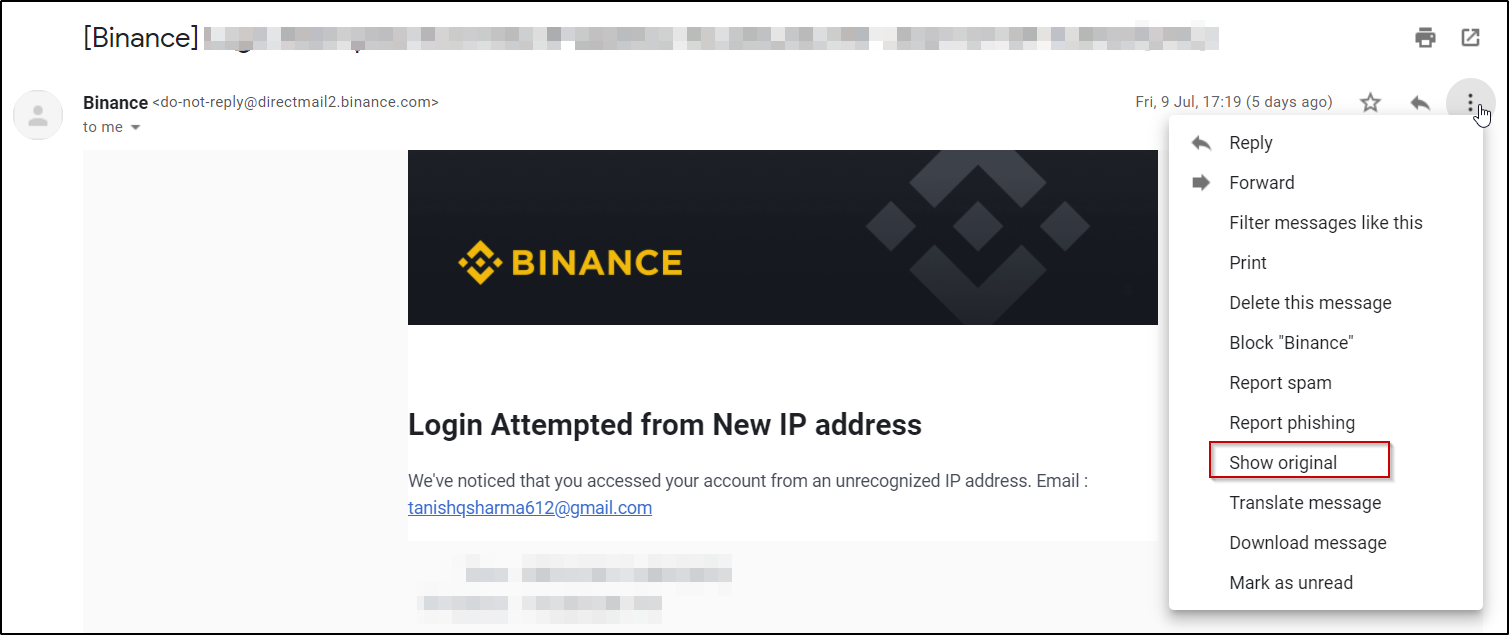 [Binance]
Binance <do-not-reply@directmail2.binance.com>
Fri, 9 Jul, 17:19 (5 days ago)
to me
BINANCE
Login Attempted from New IP address
We've noticed that you accessed your account from an unrecognized IP address. Email :
tanishqsharma612@gmail.com
Reply
Forward
Filter messages like this
Print
Delete this message
Block "Binance"
Report spam
Report phishing
Show original
Translate message
Download message
Mark as unread